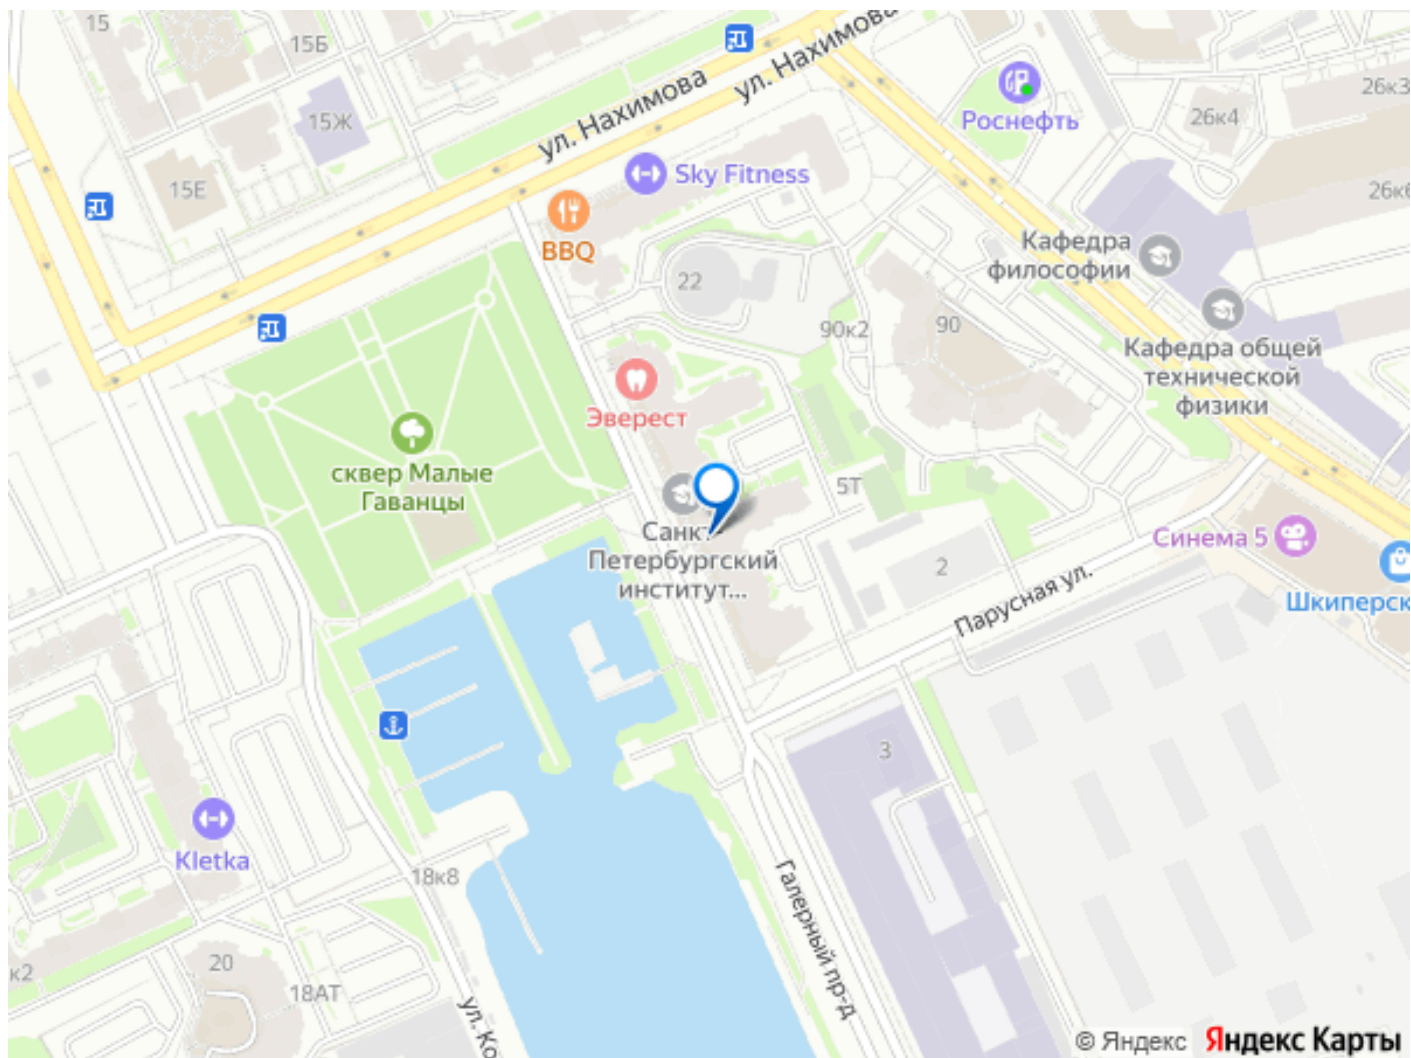 15
15Б
ул. Нахимова
ул. Нахимова
15Ж
15Е
Роснефть
26к3
26к4
26к6
Sky Fitness
BBQ
22
Кафедра
философии
90к2
90
Кафедра общей
технической
физики
Эверест
сквер Малые
Гаванцы
5Т
Санкт-
Петербургский
институт...
2
Синема 5
Шкиперск
Парусная ул.
3
Kletka
18к8
Галерный пр-д
к2
20
18АТ
ул. Ко
© Яндекс Яндекс Карты